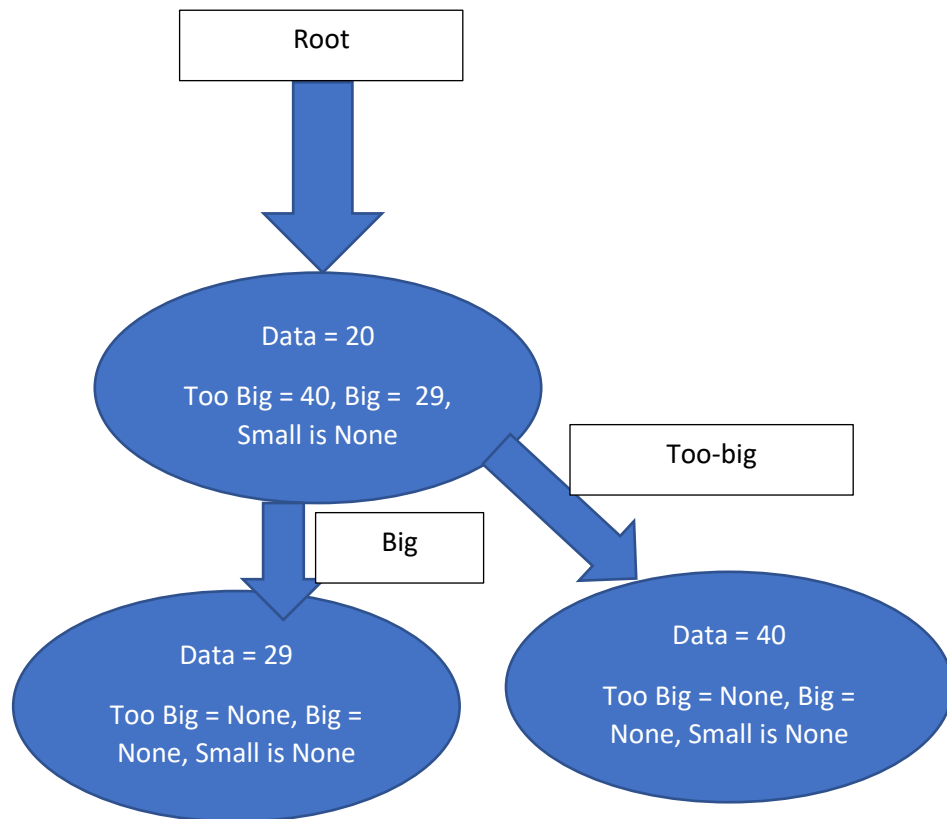 Root
Data = 20
Too Big = 40, Big =  29,
Small is None
Too-big
Big
Data = 29
Too Big = None, Big =
None, Small is None
Data = 40
Too Big = None, Big =
None, Small is None